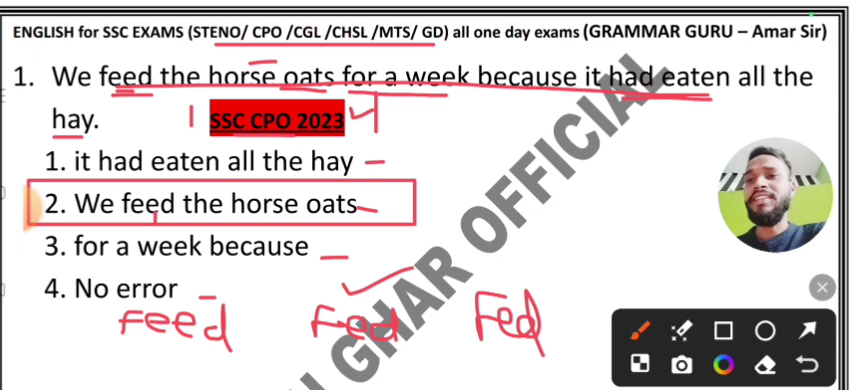 ENGLISH for SSC EXAMS (STENO/ CPO /CGL /CHSL /MTS/ GD) all one day exams (GRAMMAR GURU – Amar Sir)
1. We feed the horse oats for a week because it had eaten all the
hay.
SSC CPO 2023
1. it had eaten all the hay
2. We feed the horse oats
3. for a week because
4. No error
Feed Fed Fed
GHAR OFFICIAL